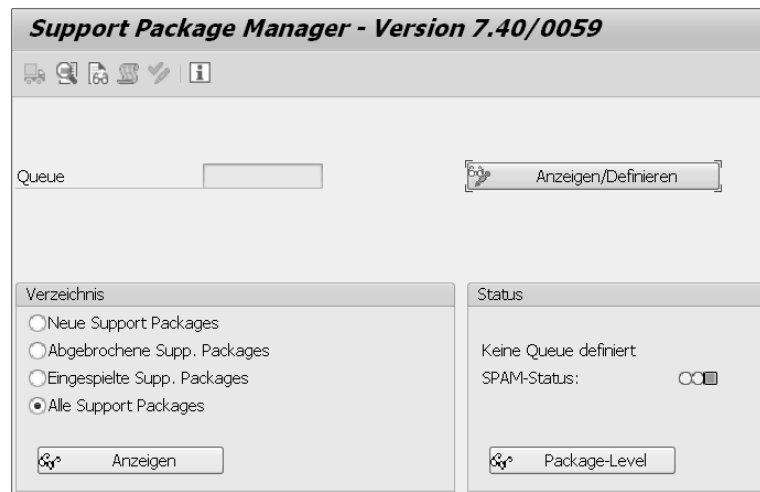 Support Package Manager - Version 7.40/0059
Queue
Anzeigen/Definieren
Verzeichnis
Neue Support Packages
Abgebrochene Supp. Packages
Eingespielte Supp. Packages
Alle Support Packages
Anzeigen
Status
Keine Queue definiert
SPAM-Status:
Package-Level